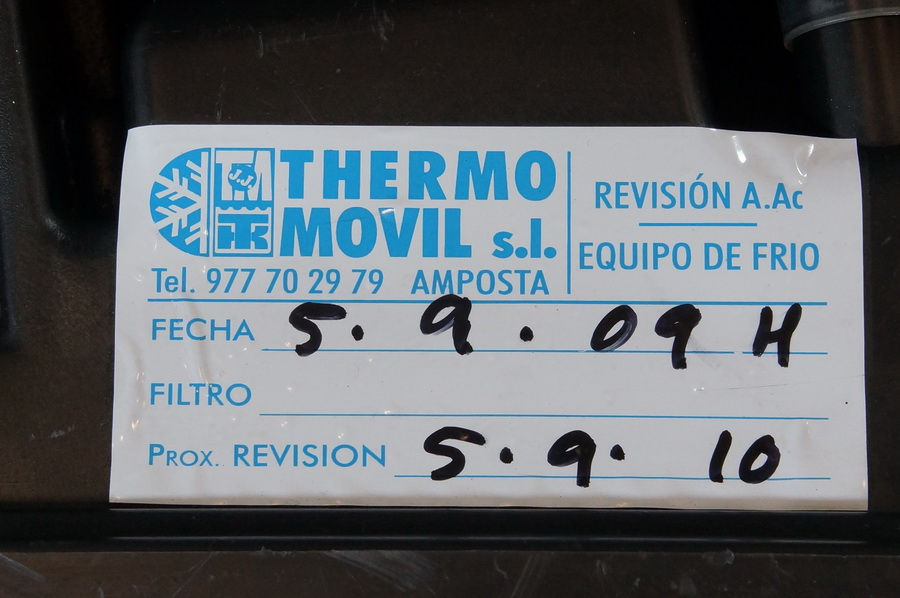 THERMO
MOVIL s.l.
Tel. 977 70 29 79 AMPOSTA
REVISIÓN A.Ac
EQUIPO DE FRIO
FECHA 5. 9. 09 H
FILTRO
PROX. REVISION 5. 9. 10